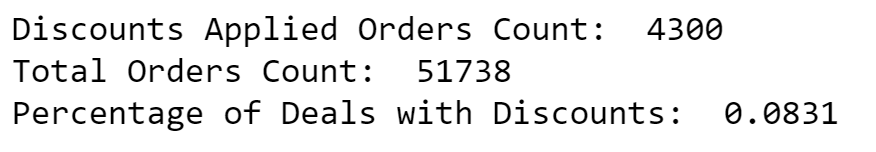 Discounts Applied Orders Count:  4300
Total Orders Count:  51738
Percentage of Deals with Discounts:  0.0831